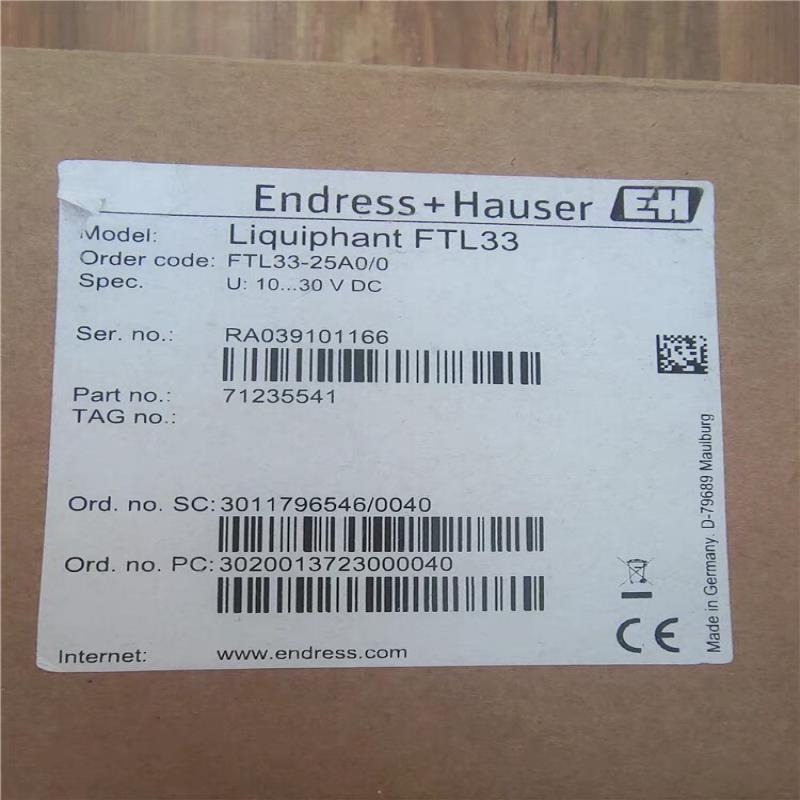 Endress+Hauser EH
Model: Liquiphant FTL33
Order code: FTL33-25A0/0
Spec. U: 10...30 V DC
Ser. no.: RA039101166
Part no.: 71235541
TAG no.:
Ord. no. SC: 3011796546/0040
Ord. no. PC: 3020013723000040
Internet: www.endress.com
CE
Made in Germany. D-79689 Maulburg